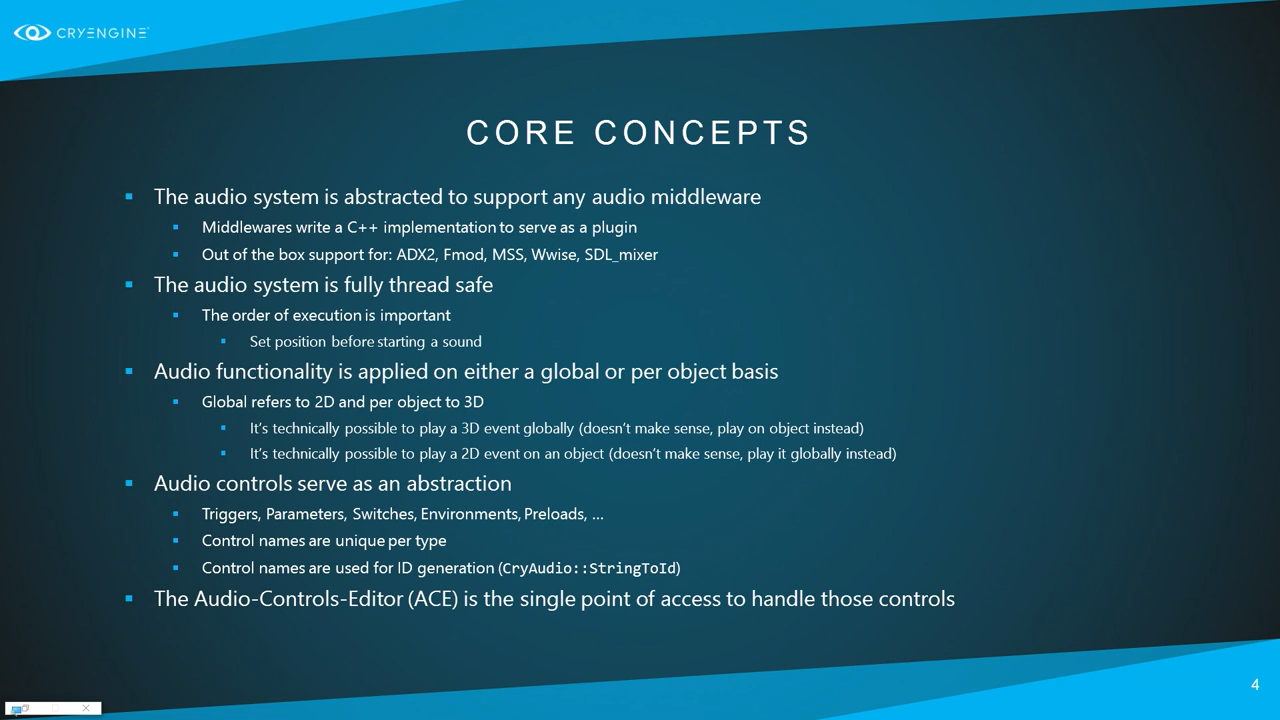 CRYENGINE
CORE CONCEPTS
The audio system is abstracted to support any audio middleware
Middlewares write a C++ implementation to serve as a plugin
Out of the box support for: ADX2, Fmod, MSS, Wwise, SDL_mixer
The audio system is fully thread safe
The order of execution is important
Set position before starting a sound
Audio functionality is applied on either a global or per object basis
Global refers to 2D and per object to 3D
It’s technically possible to play a 3D event globally (doesn’t make sense, play on object instead)
It’s technically possible to play a 2D event on an object (doesn’t make sense, play it globally instead)
Audio controls serve as an abstraction
Triggers, Parameters, Switches, Environments, Preloads, ...
Control names are unique per type
Control names are used for ID generation (CryAudio::StringToId)
The Audio-Controls-Editor (ACE) is the single point of access to handle those controls
4